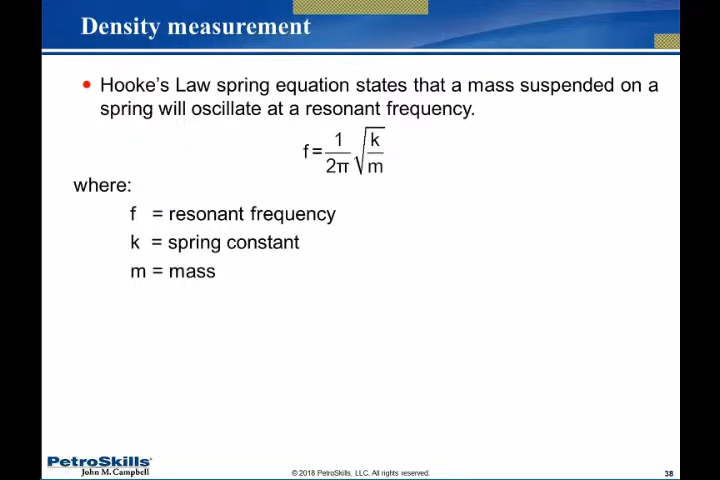 Density measurement
• Hooke's Law spring equation states that a mass suspended on a
spring will oscillate at a resonant frequency.
f = 1/2π √k/m
where:
f = resonant frequency
k = spring constant
m = mass
PetroSkills
John M. Campbell
© 2018 PetroSkills, LLC. All rights reserved.
38